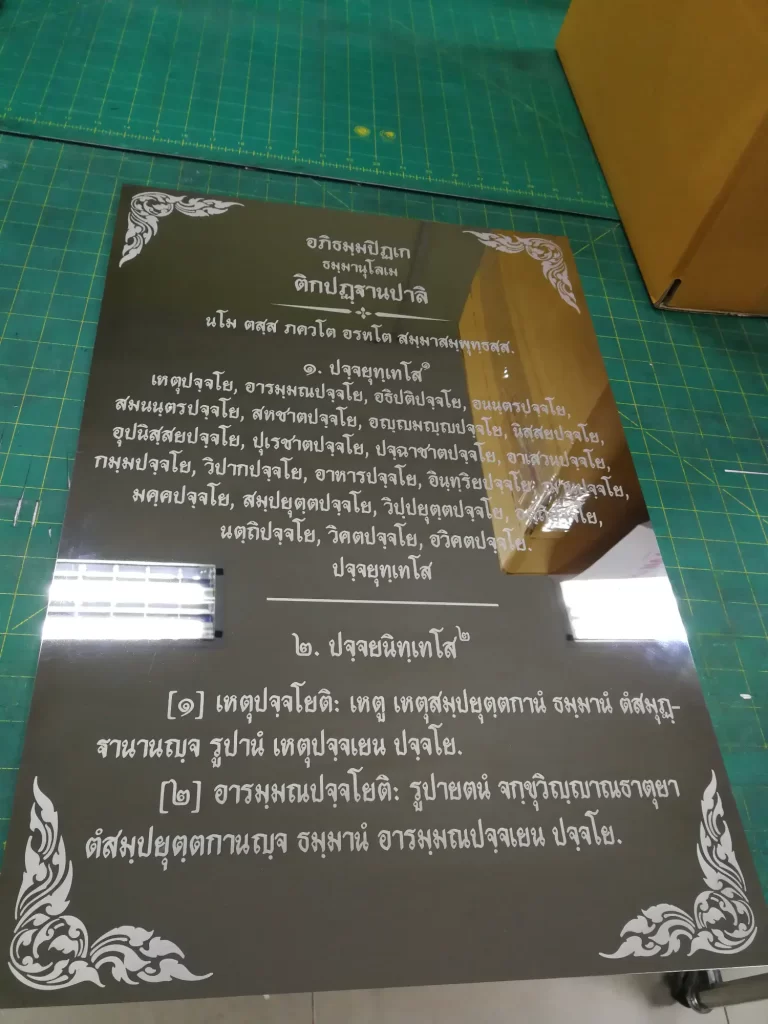 อภิธมฺมปิฏเก
ธมฺมานุโลเม
ติกปฏฺฐานปาลิ
นโม ตสฺส ภควโต อรหโต สมฺมาสมฺพุทฺธสฺส.
๑. ปจฺจยุทฺเทโส๑
เหตุปจฺจโย, อารมฺมณปจฺจโย, อธิปติปจฺจโย, อนนฺตรปจฺจโย,
สมนนฺตรปจฺจโย, สหชาตปจฺจโย, อญฺญมญฺญปจฺจโย, นิสฺสยปจฺจโย,
อุปนิสฺสยปจฺจโย, ปุเรชาตปจฺจโย, ปจฺฉาชาตปจฺจโย, อาเสวนปจฺจโย,
กมฺมปจฺจโย, วิปากปจฺจโย, อาหารปจฺจโย, อินฺทฺริยปจฺจโย,
มคฺคปจฺจโย, สมฺปยุตฺตปจฺจโย, วิปฺปยุตฺตปจฺจโย,
นตฺถิปจฺจโย, วิคตปจฺจโย, อวิคตปจฺจโย.
ปจฺจยุทฺเทโส
๒. ปจฺจยนิทฺเทโส๒
[๑] เหตุปจฺจโยติ: เหตู เหตุสมฺปยุตฺตกานํ ธมฺมานํ ตํสมุฏฺ-
ฐานานญฺจ รูปานํ เหตุปจฺจเยน ปจฺจโย.
[๒] อารมฺมณปจฺจโยติ: รูปายตนํ จกฺขุวิญฺญาณธาตุยา
ตํสมฺปยุตฺตกานญฺจ ธมฺมานํ อารมฺมณปจฺจเยน ปจฺจโย.